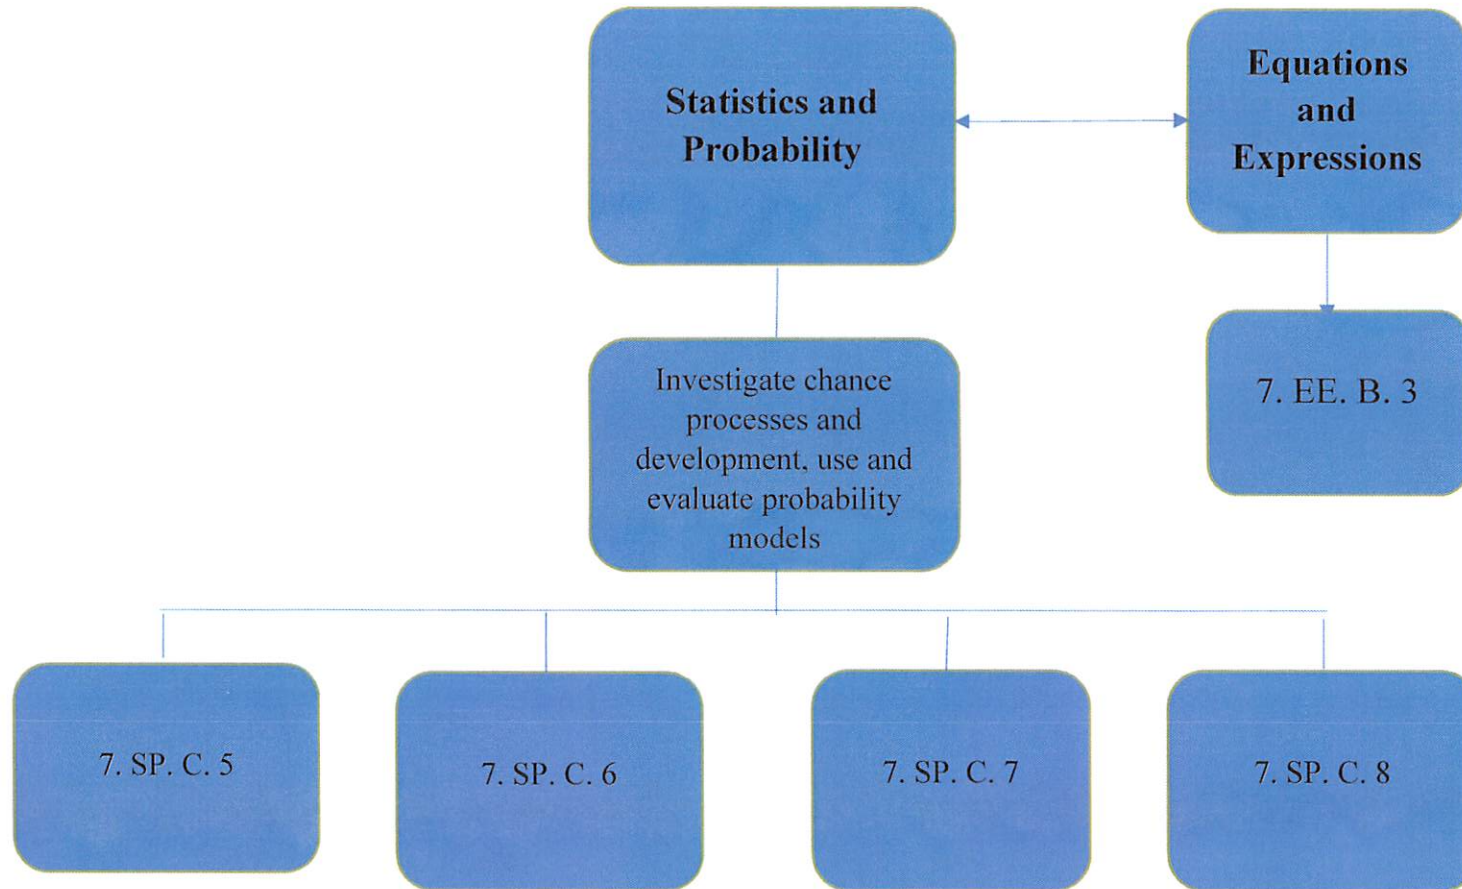 Statistics and
Probability
Equations
and
Expressions
Investigate chance
processes and
development, use and
evaluate probability
models
7. EE. B. 3
7. SP. C. 5
7. SP. C. 6
7. SP. C. 7
7. SP. C. 8